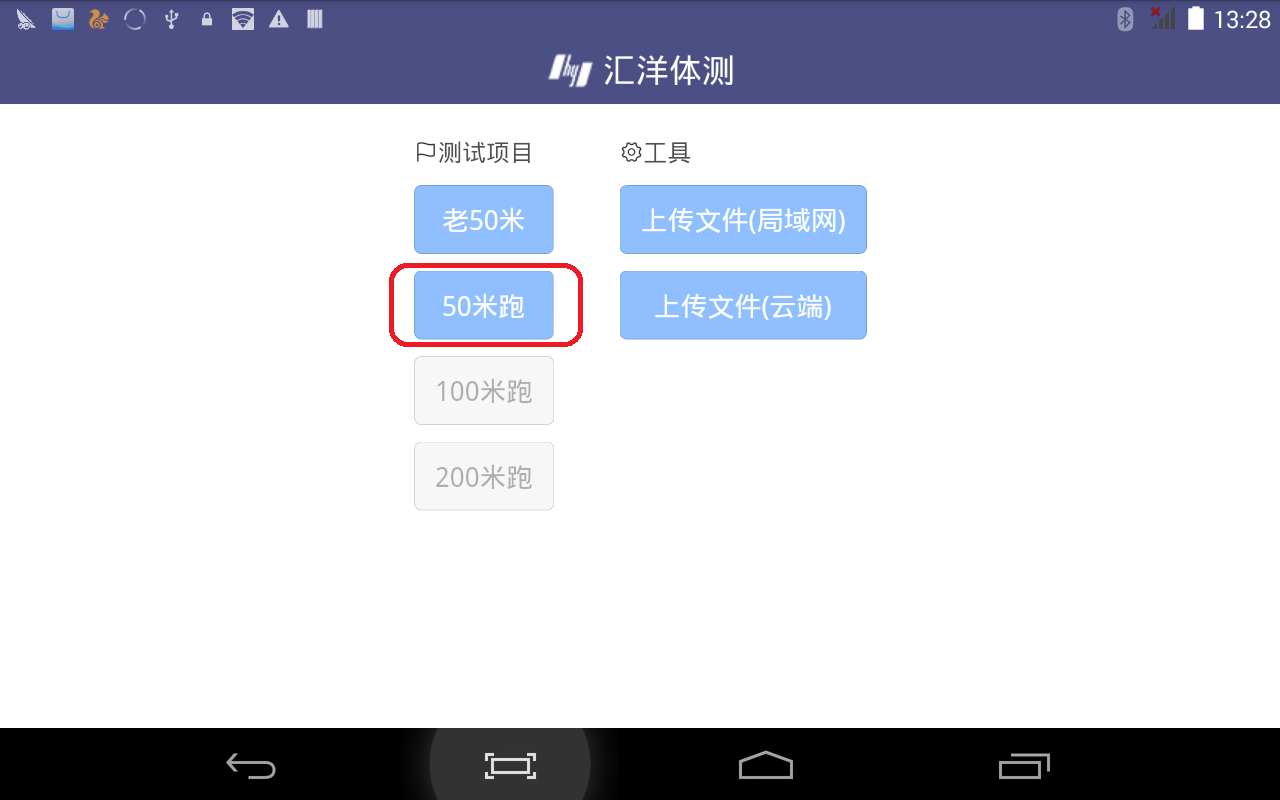 13:28
hy 汇洋体测
测试项目
老50米
50米跑
100米跑
200米跑
工具
上传文件(局域网)
上传文件(云端)